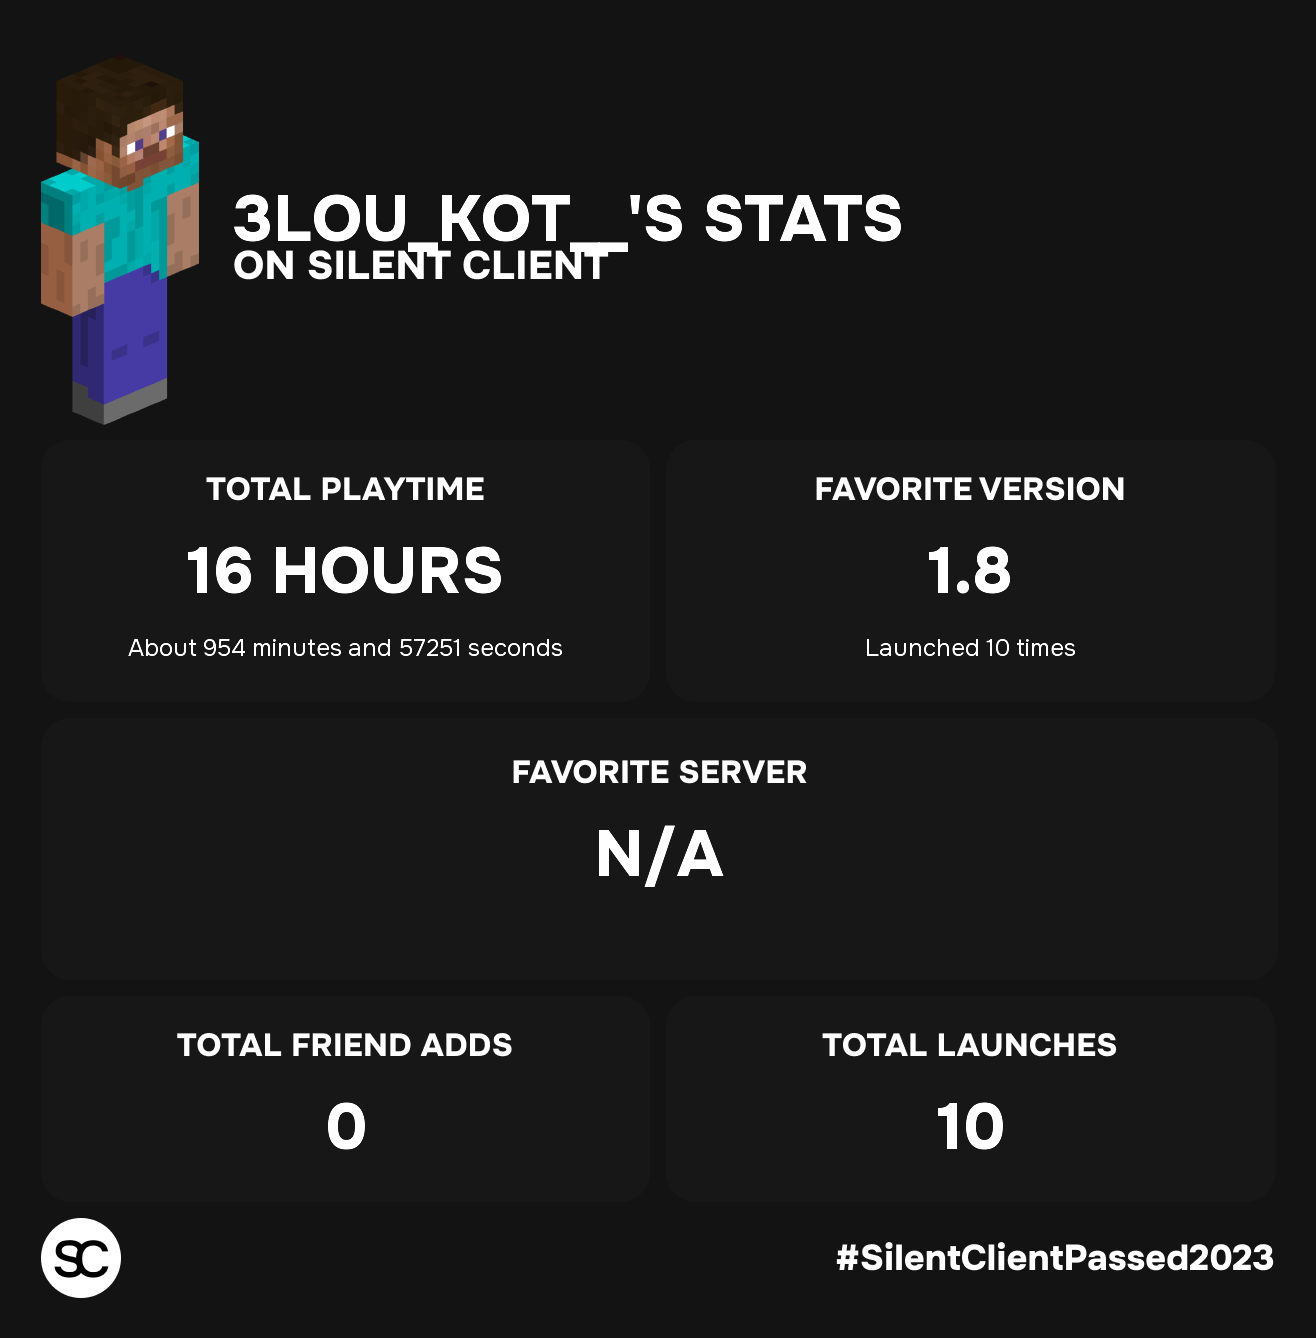 3LOU_KOT__'S STATS
ON SILENT CLIENT
TOTAL PLAYTIME
16 HOURS
About 954 minutes and 57251 seconds
FAVORITE VERSION
1.8
Launched 10 times
FAVORITE SERVER
N/A
TOTAL FRIEND ADDS
0
TOTAL LAUNCHES
10
SC
#SilentClientPassed2023